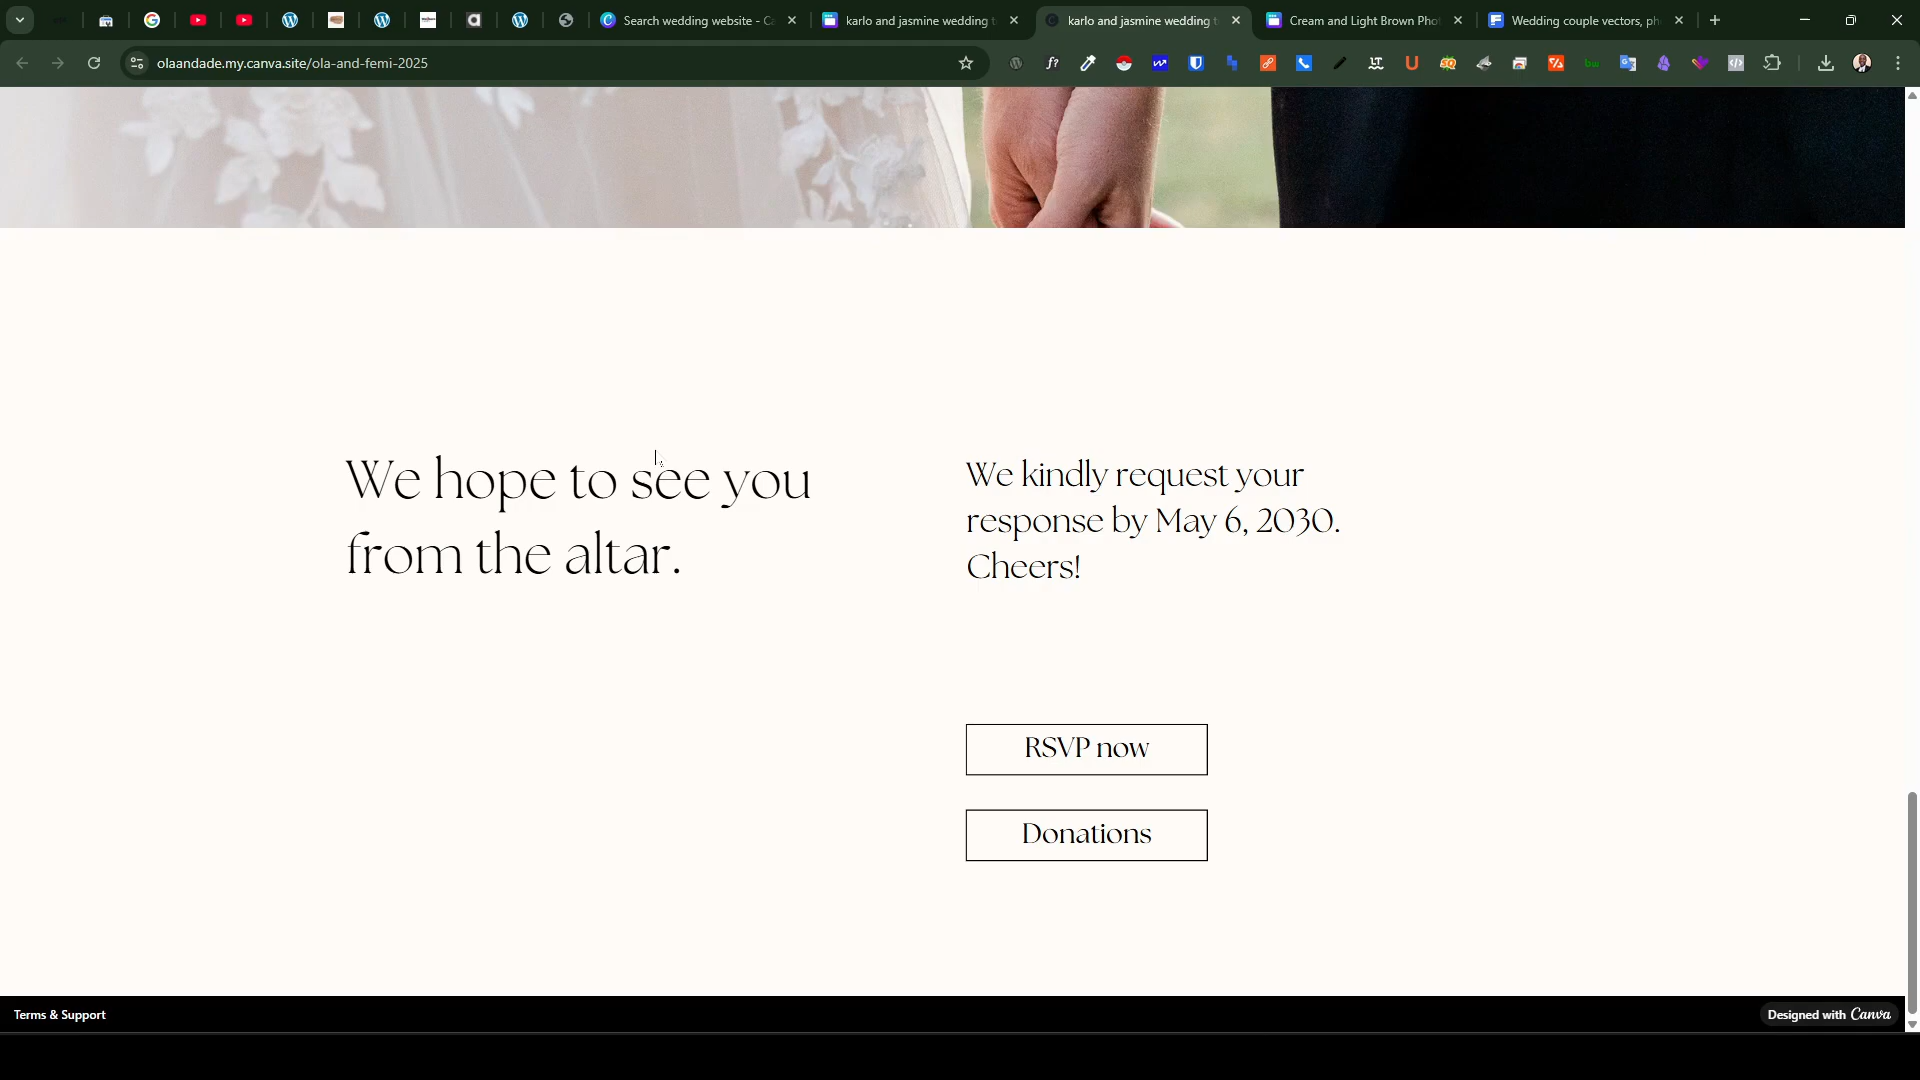 Search wedding website - Ca
karlo and jasmine wedding t
karlo and jasmine wedding t
Cream and Light Brown Phot
Wedding couple vectors, ph
olaandade.my.canva.site/ola-and-femi-2025
We hope to see you
from the altar.
We kindly request your
response by May 6, 2030.
Cheers!
RSVP now
Donations
Terms & Support
Designed with Canva